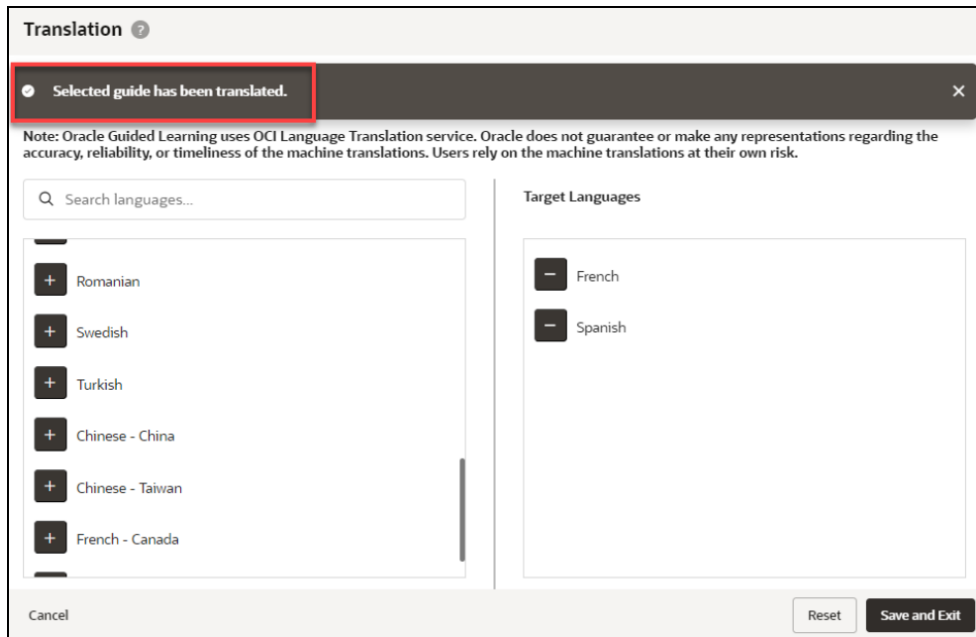 Translation ?
Selected guide has been translated.
Note: Oracle Guided Learning uses OCI Language Translation service. Oracle does not guarantee or make any representations regarding the
accuracy, reliability, or timeliness of the machine translations. Users rely on the machine translations at their own risk.
Search languages...
Target Languages
Romanian
Swedish
Turkish
Chinese - China
Chinese - Taiwan
French - Canada
French
Spanish
Cancel
Reset
Save and Exit